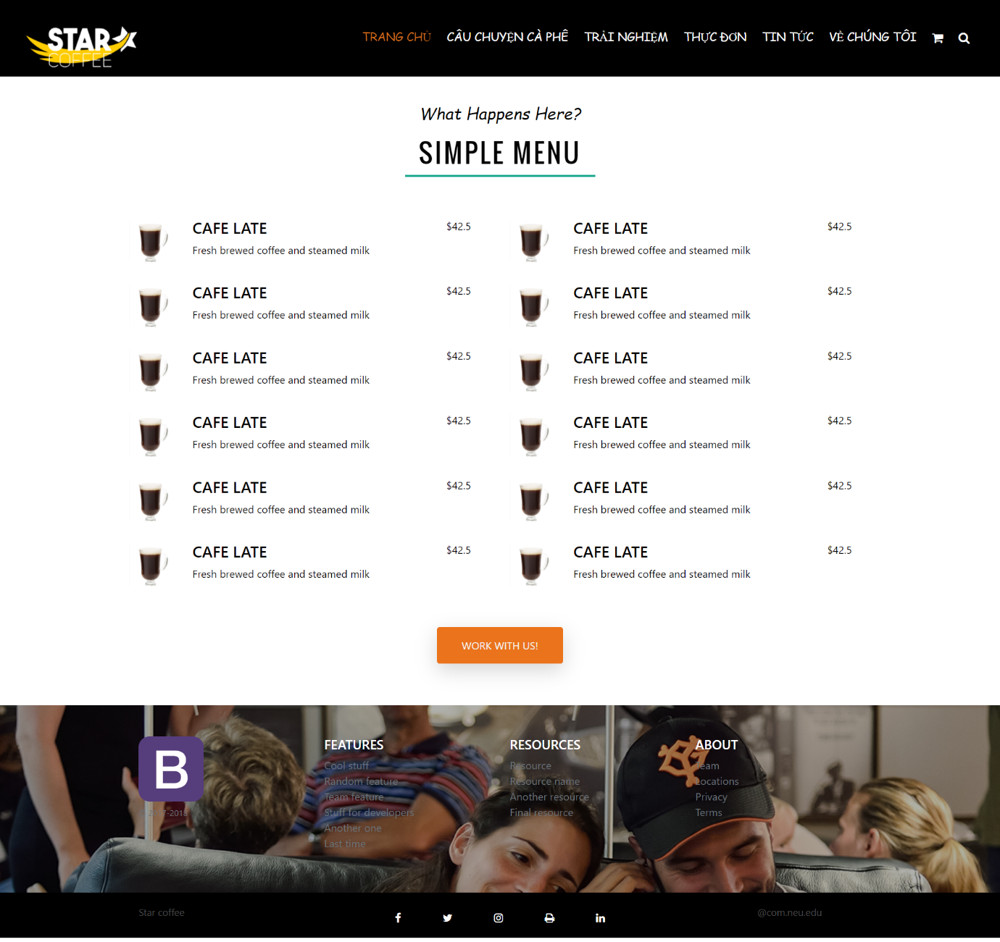 STAR
COFFEE
TRANG CHỦ CÂU CHUYỆN CÀ PHÊ TRẢI NGHIỆM THỰC ĐƠN TIN TỨC VỀ CHÚNG TÔI
What Happens Here?
SIMPLE MENU
CAFE LATE $42.5 CAFE LATE $42.5
Fresh brewed coffee and steamed milk Fresh brewed coffee and steamed milk
CAFE LATE $42.5 CAFE LATE $42.5
Fresh brewed coffee and steamed milk Fresh brewed coffee and steamed milk
CAFE LATE $42.5 CAFE LATE $42.5
Fresh brewed coffee and steamed milk Fresh brewed coffee and steamed milk
CAFE LATE $42.5 CAFE LATE $42.5
Fresh brewed coffee and steamed milk Fresh brewed coffee and steamed milk
CAFE LATE $42.5 CAFE LATE $42.5
Fresh brewed coffee and steamed milk Fresh brewed coffee and steamed milk
CAFE LATE $42.5 CAFE LATE $42.5
Fresh brewed coffee and steamed milk Fresh brewed coffee and steamed milk
WORK WITH US!
B
2017-2018
FEATURES
Cool stuff
Random feature
Team feature
Stuff for developers
Another one
Last time
RESOURCES
Resource
Resource name
Another resource
Final resource
ABOUT
Team
Locations
Privacy
Terms
Star coffee
@com.neu.edu